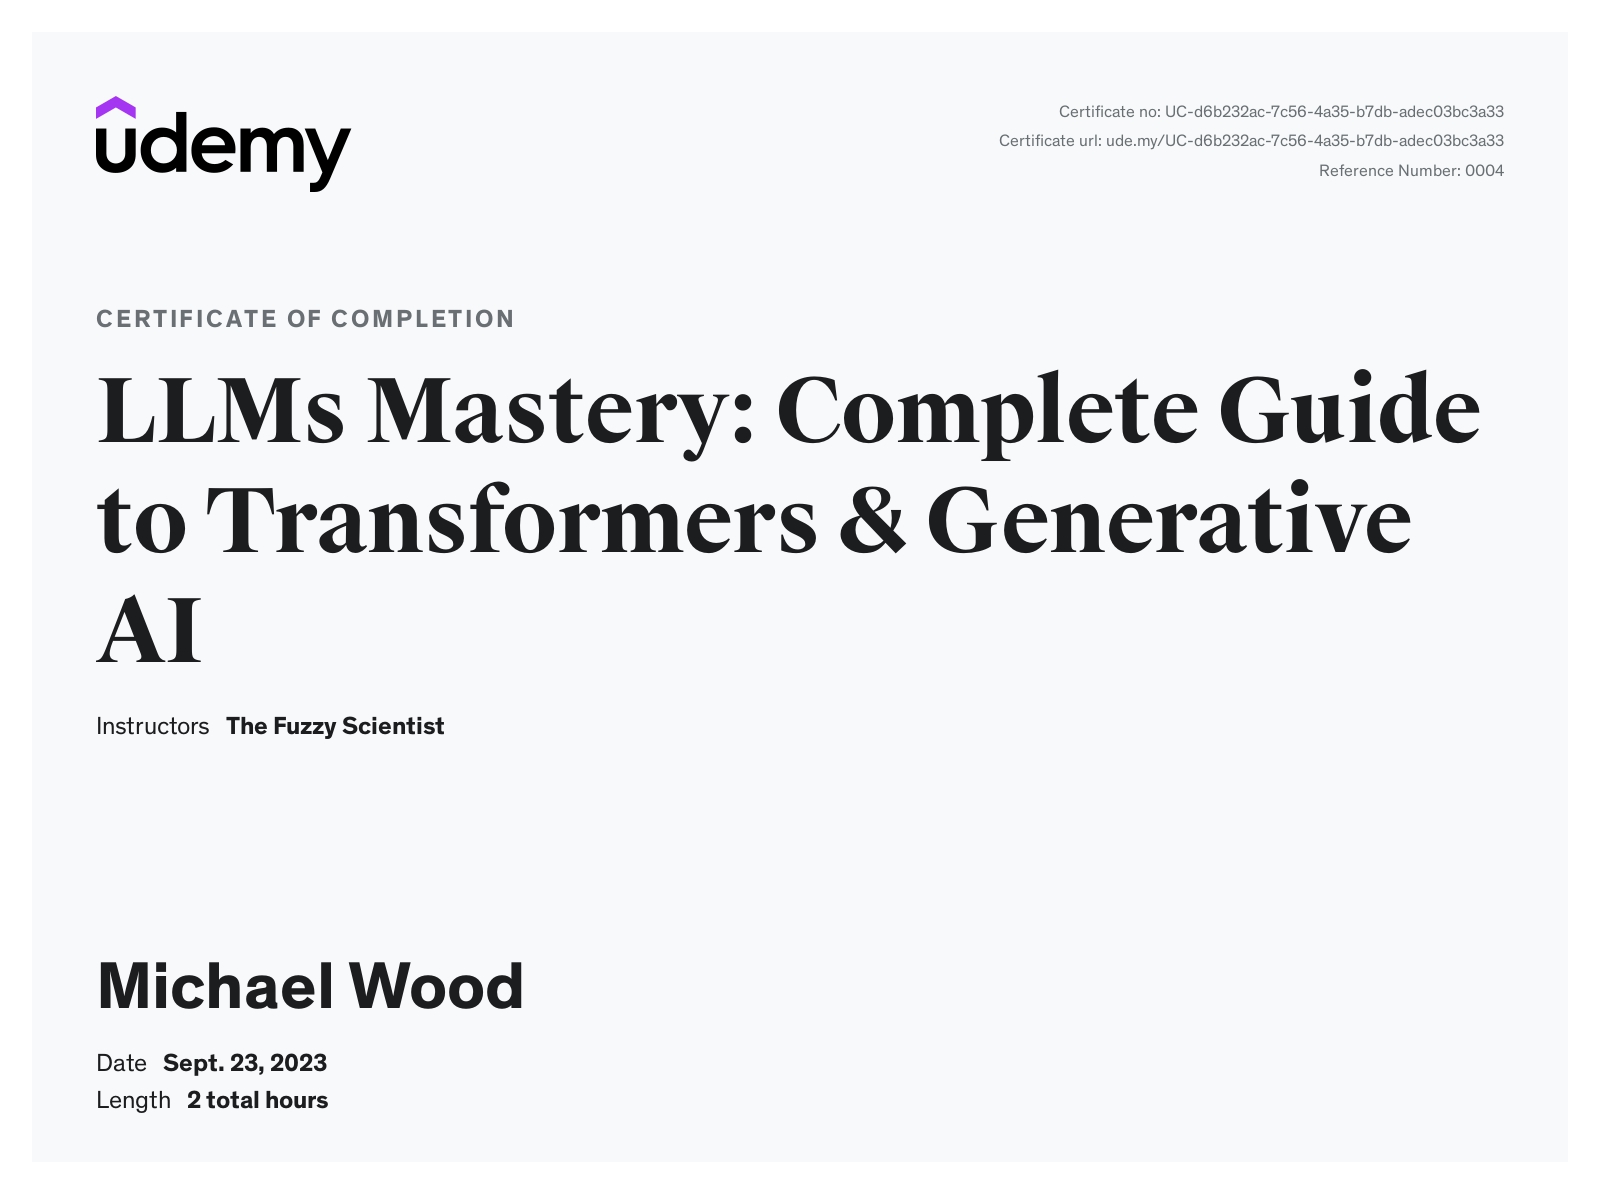 udemy
Certificate no: UC-d6b232ac-7c56-4a35-b7db-adec03bc3a33
Certificate url: ude.my/UC-d6b232ac-7c56-4a35-b7db-adec03bc3a33
Reference Number: 0004
CERTIFICATE OF COMPLETION
LLMs Mastery: Complete Guide
to Transformers & Generative
AI
Instructors The Fuzzy Scientist
Michael Wood
Date Sept. 23, 2023
Length 2 total hours